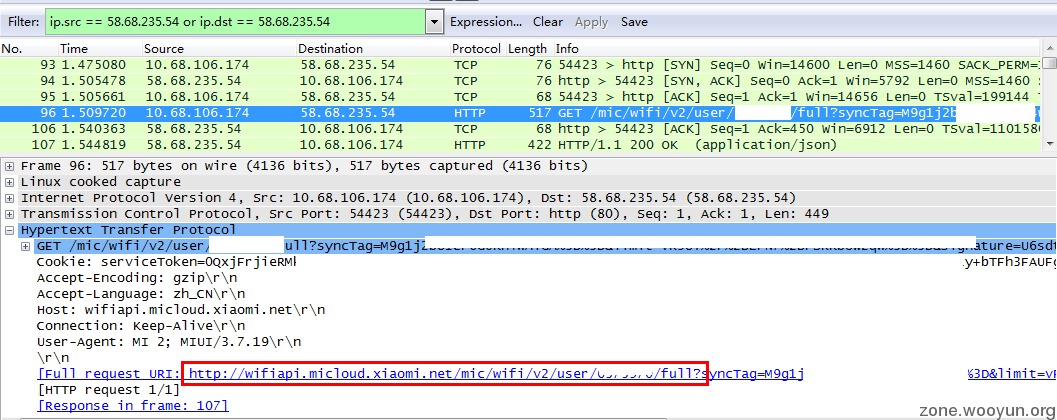 Filter: ip.src == 58.68.235.54 or ip.dst == 58.68.235.54 Expression... Clear Apply Save
No. Time Source Destination Protocol Length Info
93 1.475080 10.68.106.174 58.68.235.54 TCP 76 54423 > http [SYN] Seq=0 Win=14600 Len=0 MSS=1460 SACK_PERM=
94 1.505478 58.68.235.54 10.68.106.174 TCP 76 http > 54423 [SYN, ACK] Seq=0 Ack=1 Win=5792 Len=0 MSS=1460
95 1.505661 10.68.106.174 58.68.235.54 TCP 68 54423 > http [ACK] Seq=1 Ack=1 Win=14656 Len=0 TSval=199144
96 1.509720 10.68.106.174 58.68.235.54 HTTP 517 GET /mic/wifi/v2/user/ /full?syncTag=M9g1j2b
106 1.540363 58.68.235.54 10.68.106.174 TCP 68 http > 54423 [ACK] Seq=1 Ack=450 Win=6912 Len=0 TSval=1101580
107 1.544819 58.68.235.54 10.68.106.174 HTTP 422 HTTP/1.1 200 OK (application/json)
Frame 96: 517 bytes on wire (4136 bits), 517 bytes captured (4136 bits)
Linux cooked capture
Internet Protocol Version 4, Src: 10.68.106.174 (10.68.106.174), Dst: 58.68.235.54 (58.68.235.54)
Transmission Control Protocol, Src Port: 54423 (54423), Dst Port: http (80), Seq: 1, Ack: 1, Len: 449
Hypertext Transfer Protocol
GET /mic/wifi/v2/user/ ull?syncTag=M9g1j2
Cookie: serviceToken=OQxjFrjieRM y+bTFh3FAUF
Accept-Encoding: gzip\r\n
Accept-Language: zh_CN\r\n
Host: wifiapi.micloud.xiaomi.net\r\n
Connection: Keep-Alive\r\n
User-Agent: MI 2; MIUI/3.7.19\r\n
\r\n
[Full request URI: http://wifiapi.micloud.xiaomi.net/mic/wifi/v2/user/ /full?syncTag=M9g1j %3D&limit=
[HTTP request 1/1]
[Response in frame: 107]
zone.wooyun.org